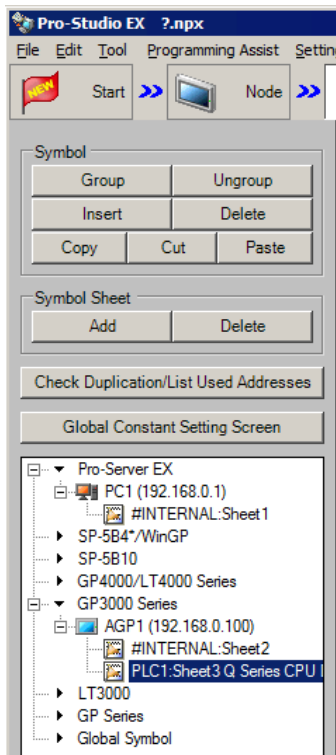 Pro-Studio EX ?.npx
File Edit Tool Programming Assist Setting
NEW Start Node
Symbol
Group Ungroup
Insert Delete
Copy Cut Paste
Symbol Sheet
Add Delete
Check Duplication/List Used Addresses
Global Constant Setting Screen
Pro-Server EX
PC1 (192.168.0.1)
#INTERNAL:Sheet1
SP-5B4*/WinGP
SP-5B10
GP4000/LT4000 Series
GP3000 Series
AGP1 (192.168.0.100)
#INTERNAL:Sheet2
PLC1:Sheet3 Q Series CPU
LT3000
GP Series
Global Symbol